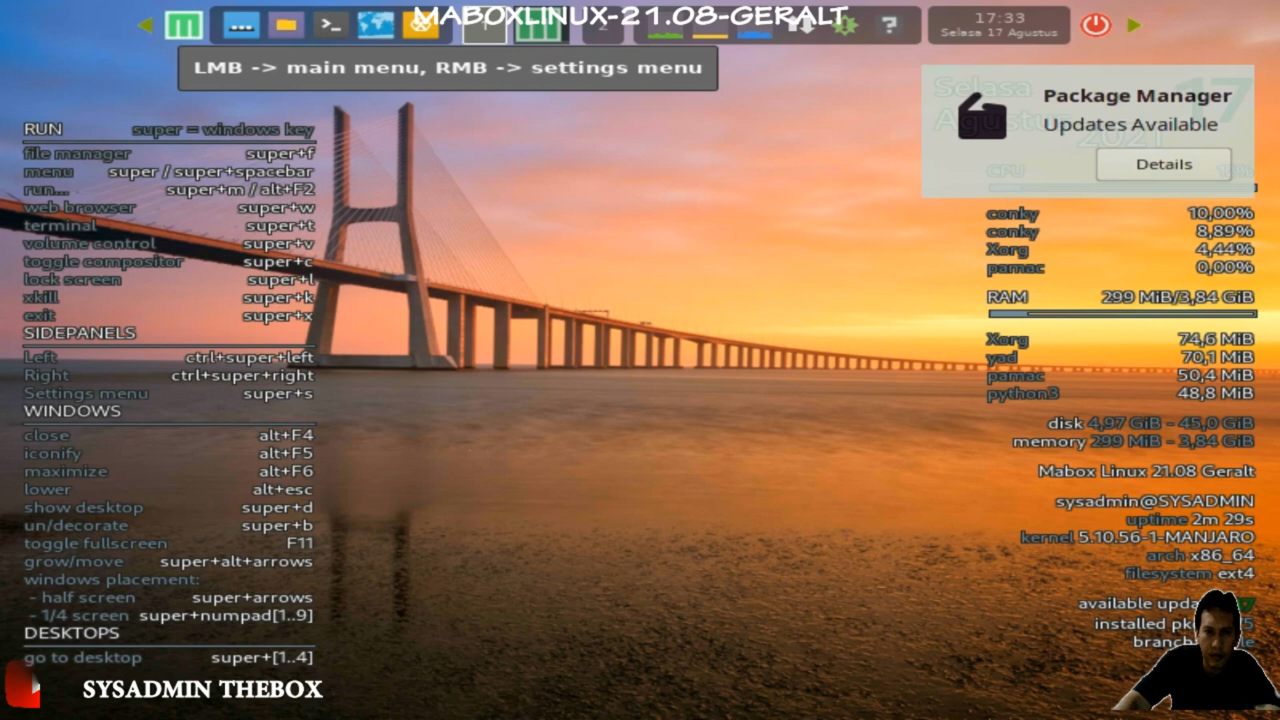 MABOXLINUX-21.08-GERALT
17:33
Selasa 17 Agustus
LMB -> main menu, RMB -> settings menu
Selasa 17
Agustus
2021
Package Manager
Updates Available
Details
RUN super = windows key
file manager super+f
menu super / super+spacebar
run... super+m / alt+F2
web browser super+w
terminal super+t
volume control super+v
toggle compositor super+c
lock screen super+l
xkill super+k
exit super+x
SIDEPANELS
Left ctrl+super+left
Right ctrl+super+right
Settings menu super+s
WINDOWS
close alt+F4
iconify alt+F5
maximize alt+F6
lower alt+esc
show desktop super+d
un/decorate super+b
toggle fullscreen F11
grow/move super+alt+arrows
windows placement:
- half screen super+arrows
- 1/4 screen super+numpad[1..9]
DESKTOPS
go to desktop super+[1..4]
CPU
conky 10,00%
conky 8,89%
Xorg 4,44%
pamac 0,00%
RAM 299 MiB/3,84 GiB
Xorg 74,6 MiB
yad 70,1 MiB
pamac 50,4 MiB
python3 48,8 MiB
disk 4,97 GiB - 45,0 GiB
memory 299 MiB - 3,84 GiB
Mabox Linux 21.08 Geralt
sysadmin@SYSADMIN
uptime 2m 29s
kernel 5.10.56-1-MANJARO
arch x86_64
filesystem ext4
available
installed
SYSADMIN THEBOX